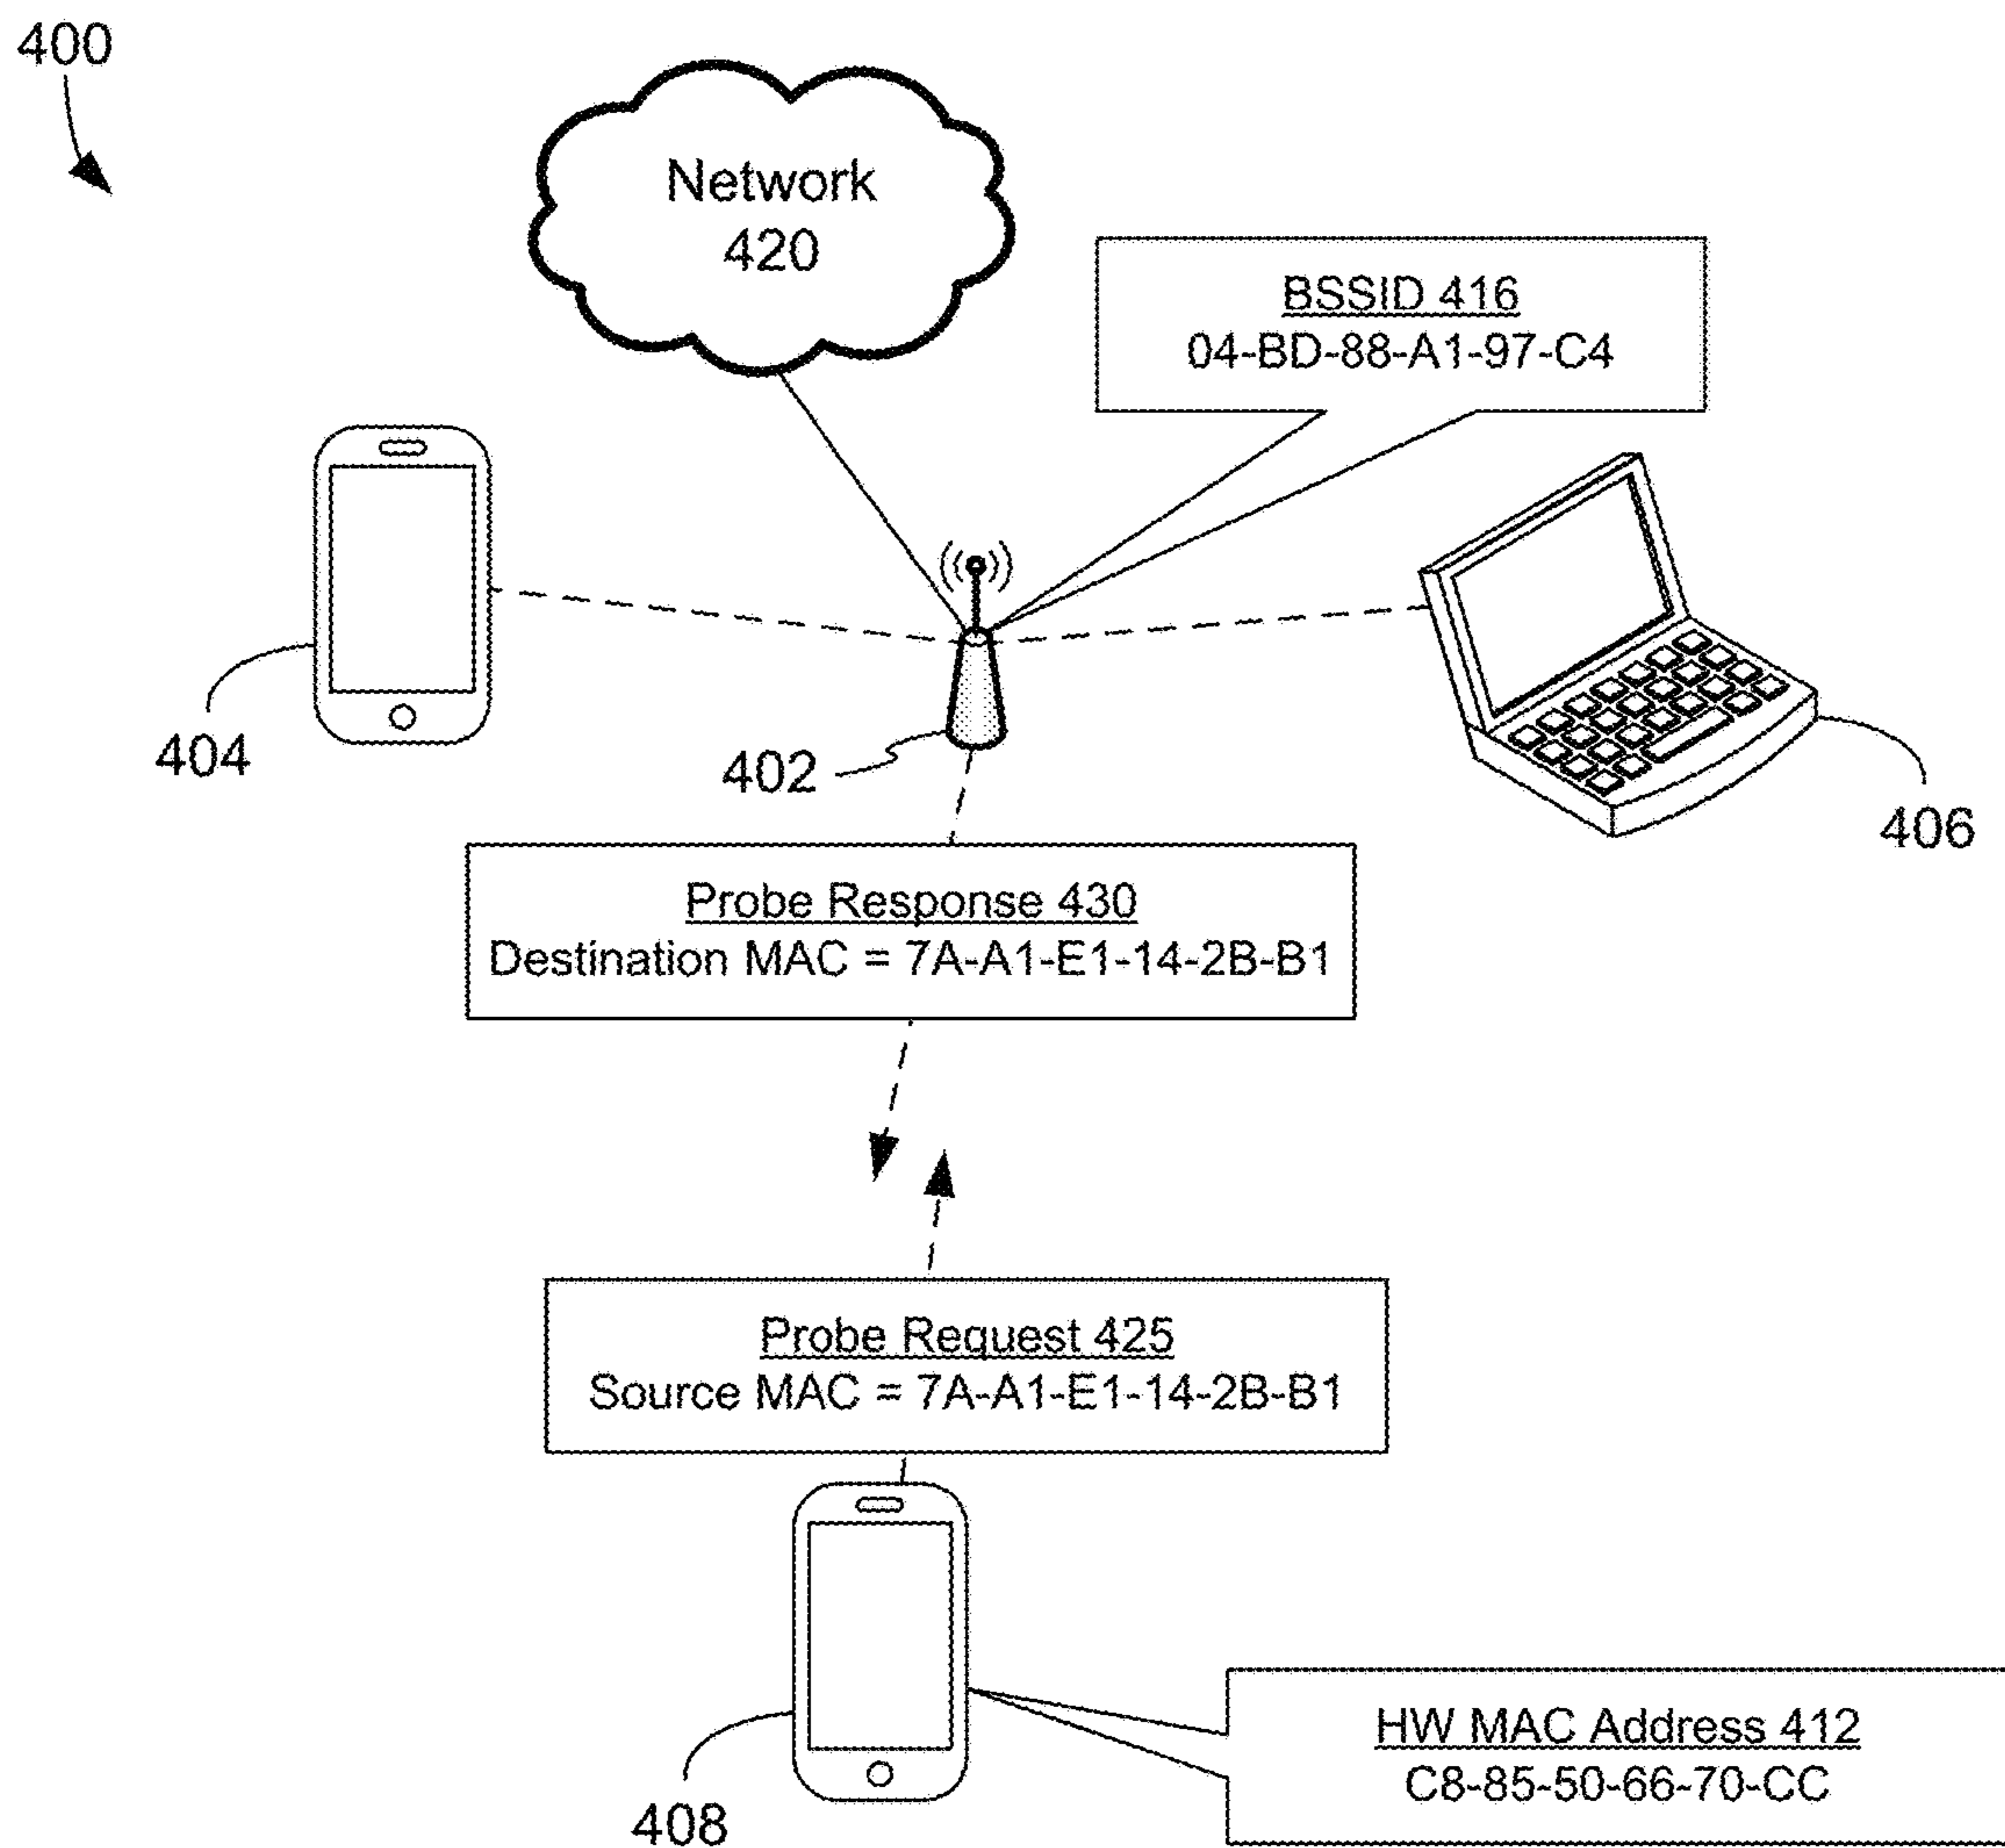 400
Network
420
BSSID 416
04-BD-88-A1-97-C4
404
402
406
Probe Response 430
Destination MAC = 7A-A1-E1-14-2B-B1
Probe Request 425
Source MAC = 7A-A1-E1-14-2B-B1
HW MAC Address 412
C8-85-50-66-70-CC
408